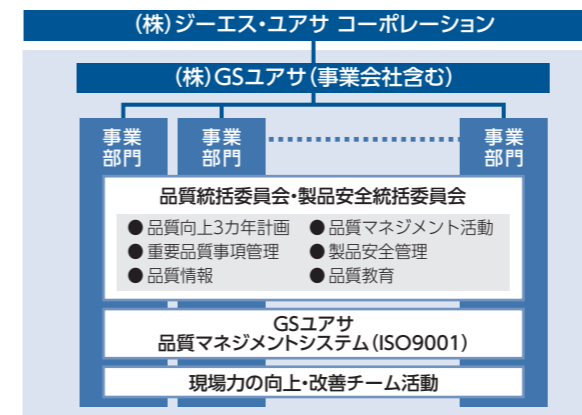 (株)ジーエス・ユアサ コーポレーション
(株)GSユアサ(事業会社含む)
事業
部門
事業
部門
事業
部門
品質統括委員会・製品安全統括委員会
●品質向上3カ年計画 ●品質マネジメント活動
●重要品質事項管理 ●製品安全管理
●品質情報 ●品質教育
GSユアサ
品質マネジメントシステム(ISO9001)
現場力の向上・改善チーム活動